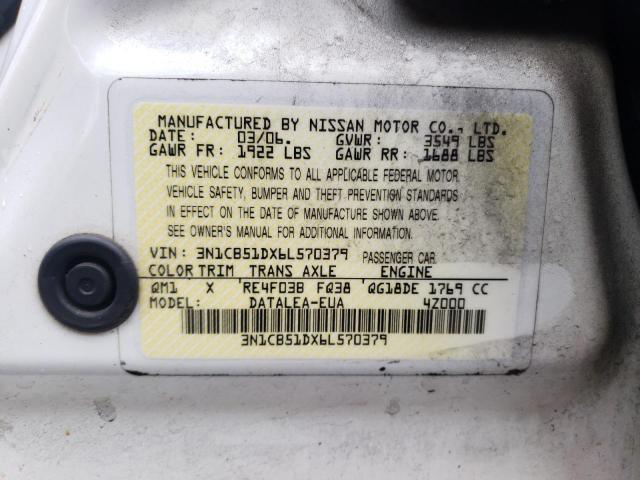 MANUFACTURED BY NISSAN MOTOR CO., LTD.
DATE: 03/06. GVWR: 3549 LBS
GAWR FR: 1922 LBS GAWR RR: 1688 LBS
THIS VEHICLE CONFORMS TO ALL APPLICABLE FEDERAL MOTOR
VEHICLE SAFETY, BUMPER AND THEFT PREVENTION STANDARDS
IN EFFECT ON THE DATE OF MANUFACTURE SHOWN ABOVE.
SEE OWNER'S MANUAL FOR ADDITIONAL INFORMATION.
VIN: 3N1CB51DX6L570379 PASSENGER CAR
COLOR TRIM TRANS AXLE ENGINE
QM1 X RE4F03B FQ38 QG18DE 1769 CC
MODEL: DATALEA-EUA 4Z000
3N1CB51DX6L570379